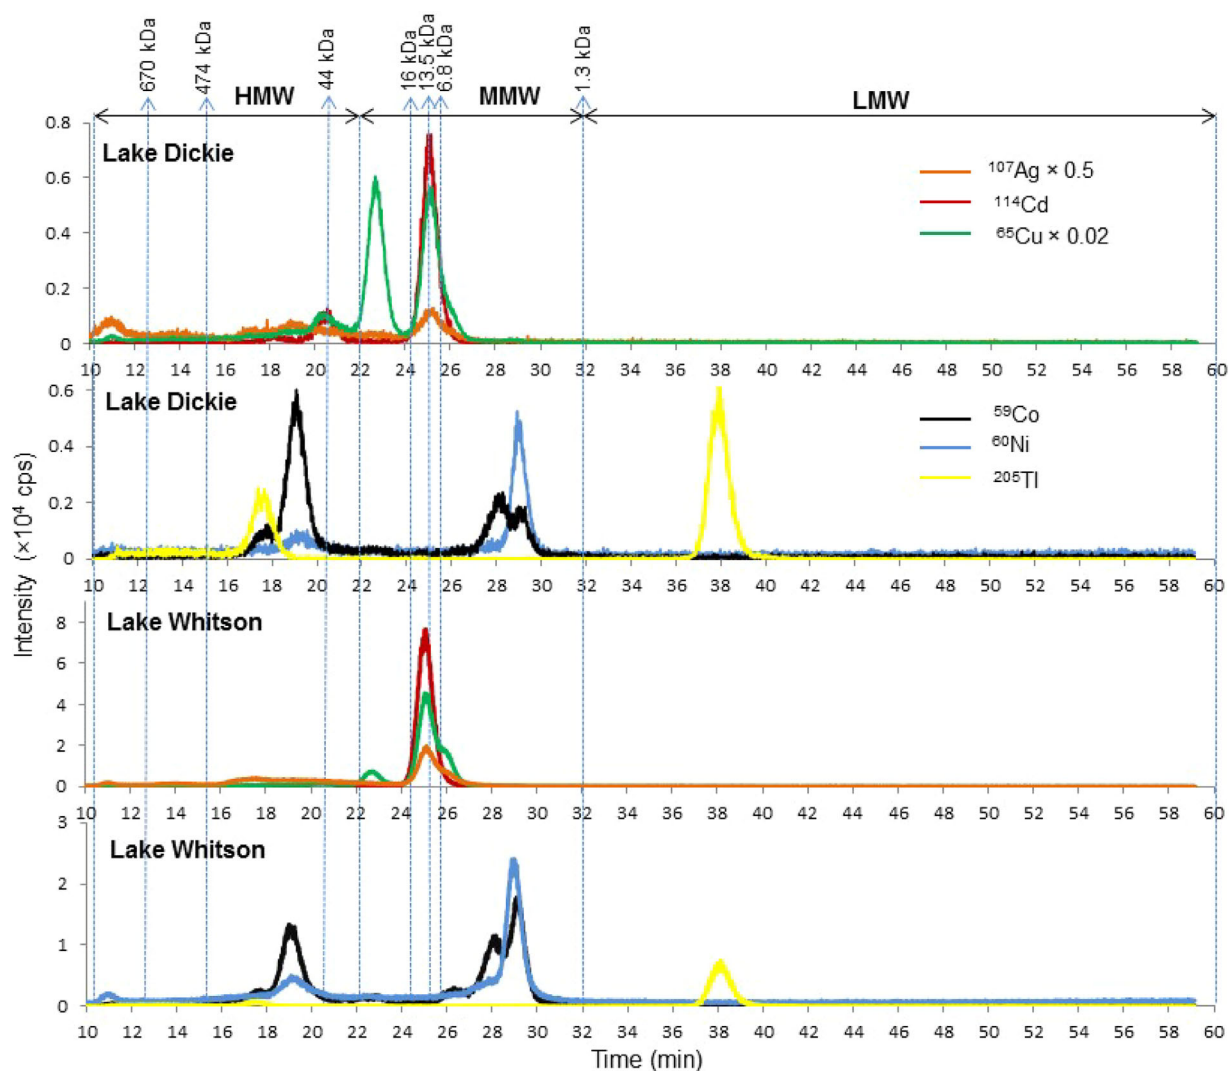 670 kDa
474 kDa
44 kDa
16 kDa
13.5 kDa
6.8 kDa
1.3 kDa
HMW MMW LMW
0.8
0.6
0.4
0.2
0
Lake Dickie
¹⁰⁷Ag × 0.5
¹¹⁴Cd
⁶⁵Cu × 0.02
10 12 14 16 18 20 22 24 26 28 30 32 34 36 38 40 42 44 46 48 50 52 54 56 58 60
0.6
0.4
0.2
0
Lake Dickie
⁵⁹Co
⁶⁰Ni
²⁰⁵Tl
10 12 14 16 18 20 22 24 26 28 30 32 34 36 38 40 42 44 46 48 50 52 54 56 58 60
Intensity (×10⁴ cps)
8
6
4
2
0
Lake Whitson
10 12 14 16 18 20 22 24 26 28 30 32 34 36 38 40 42 44 46 48 50 52 54 56 58 60
3
2
1
0
Lake Whitson
10 12 14 16 18 20 22 24 26 28 30 32 34 36 38 40 42 44 46 48 50 52 54 56 58 60
Time (min)